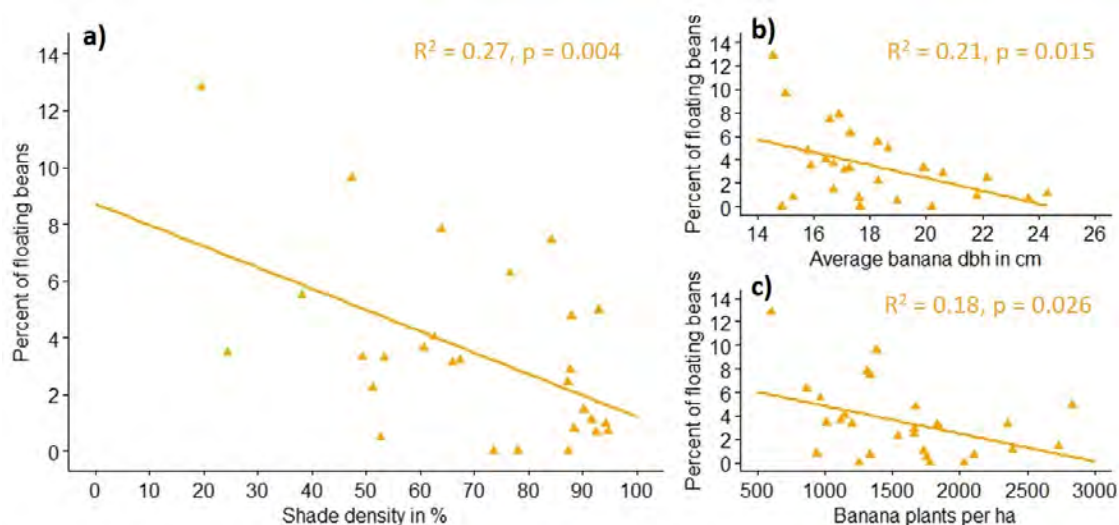 a)
R² = 0.27, p = 0.004
Percent of floating beans
14
12
10
8
6
4
2
0
0 10 20 30 40 50 60 70 80 90 100
Shade density in %
b)
R² = 0.21, p = 0.015
Percent of floating beans
14
12
10
8
6
4
2
0
14 16 18 20 22 24 26
Average banana dbh in cm
c)
R² = 0.18, p = 0.026
Percent of floating beans
14
12
10
8
6
4
2
0
500 1000 1500 2000 2500 3000
Banana plants per ha